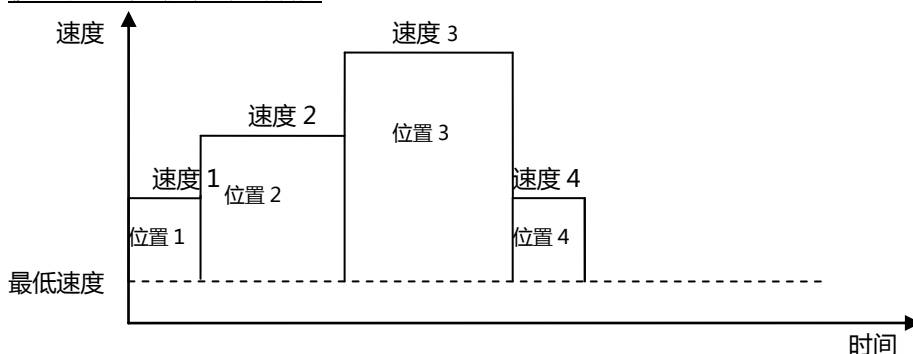 速度
速度 3
速度 2
位置 3
速度 1
位置 2
速度 4
位置 1
位置 4
最低速度
时间